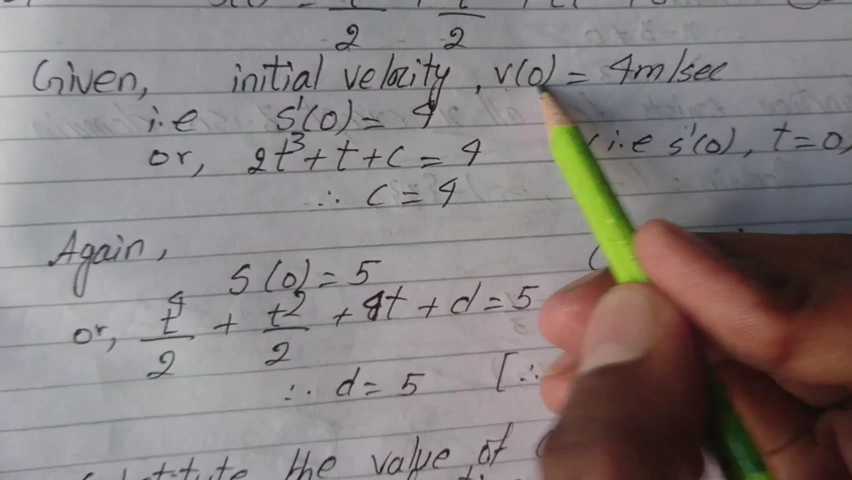 2 2
Given, initial velocity, v(0) = 4m/sec
i.e s'(0) = 4
or, 2t³ + t + c = 4 (i.e s'(0), t=0,
∴ c = 4
Again,
S(0) = 5
or, t⁴/2 + t²/2 + 4t + d = 5
∴ d = 5 [∵
the value of